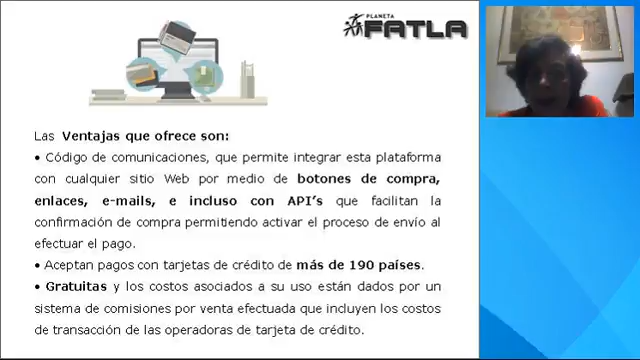 PLANETA
FATLA
Las Ventajas que ofrece son:
• Código de comunicaciones, que permite integrar esta plataforma
con cualquier sitio Web por medio de botones de compra,
enlaces, e-mails, e incluso con API’s que facilitan la
confirmación de compra permitiendo activar el proceso de envío al
efectuar el pago.
• Aceptan pagos con tarjetas de crédito de más de 190 países.
• Gratuitas y los costos asociados a su uso están dados por un
sistema de comisiones por venta efectuada que incluyen los costos
de transacción de las operadoras de tarjeta de crédito.